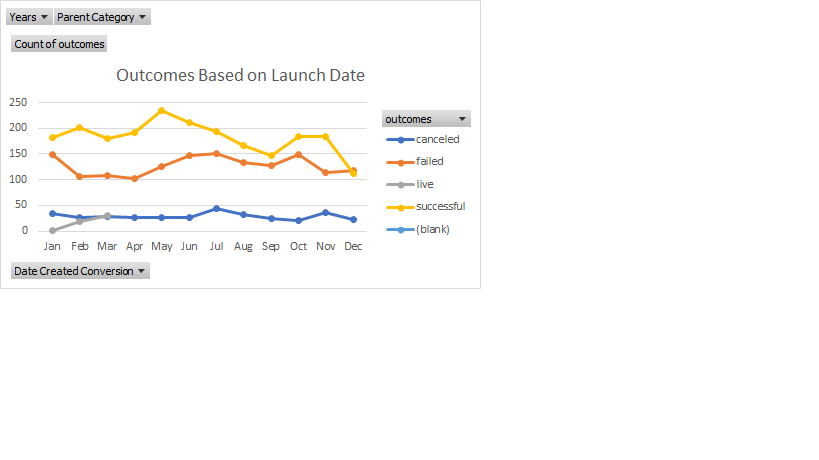 Years Parent Category
Count of outcomes
Outcomes Based on Launch Date
250
200
150
100
50
0
Jan Feb Mar Apr May Jun Jul Aug Sep Oct Nov Dec
outcomes
canceled
failed
live
successful
(blank)
Date Created Conversion